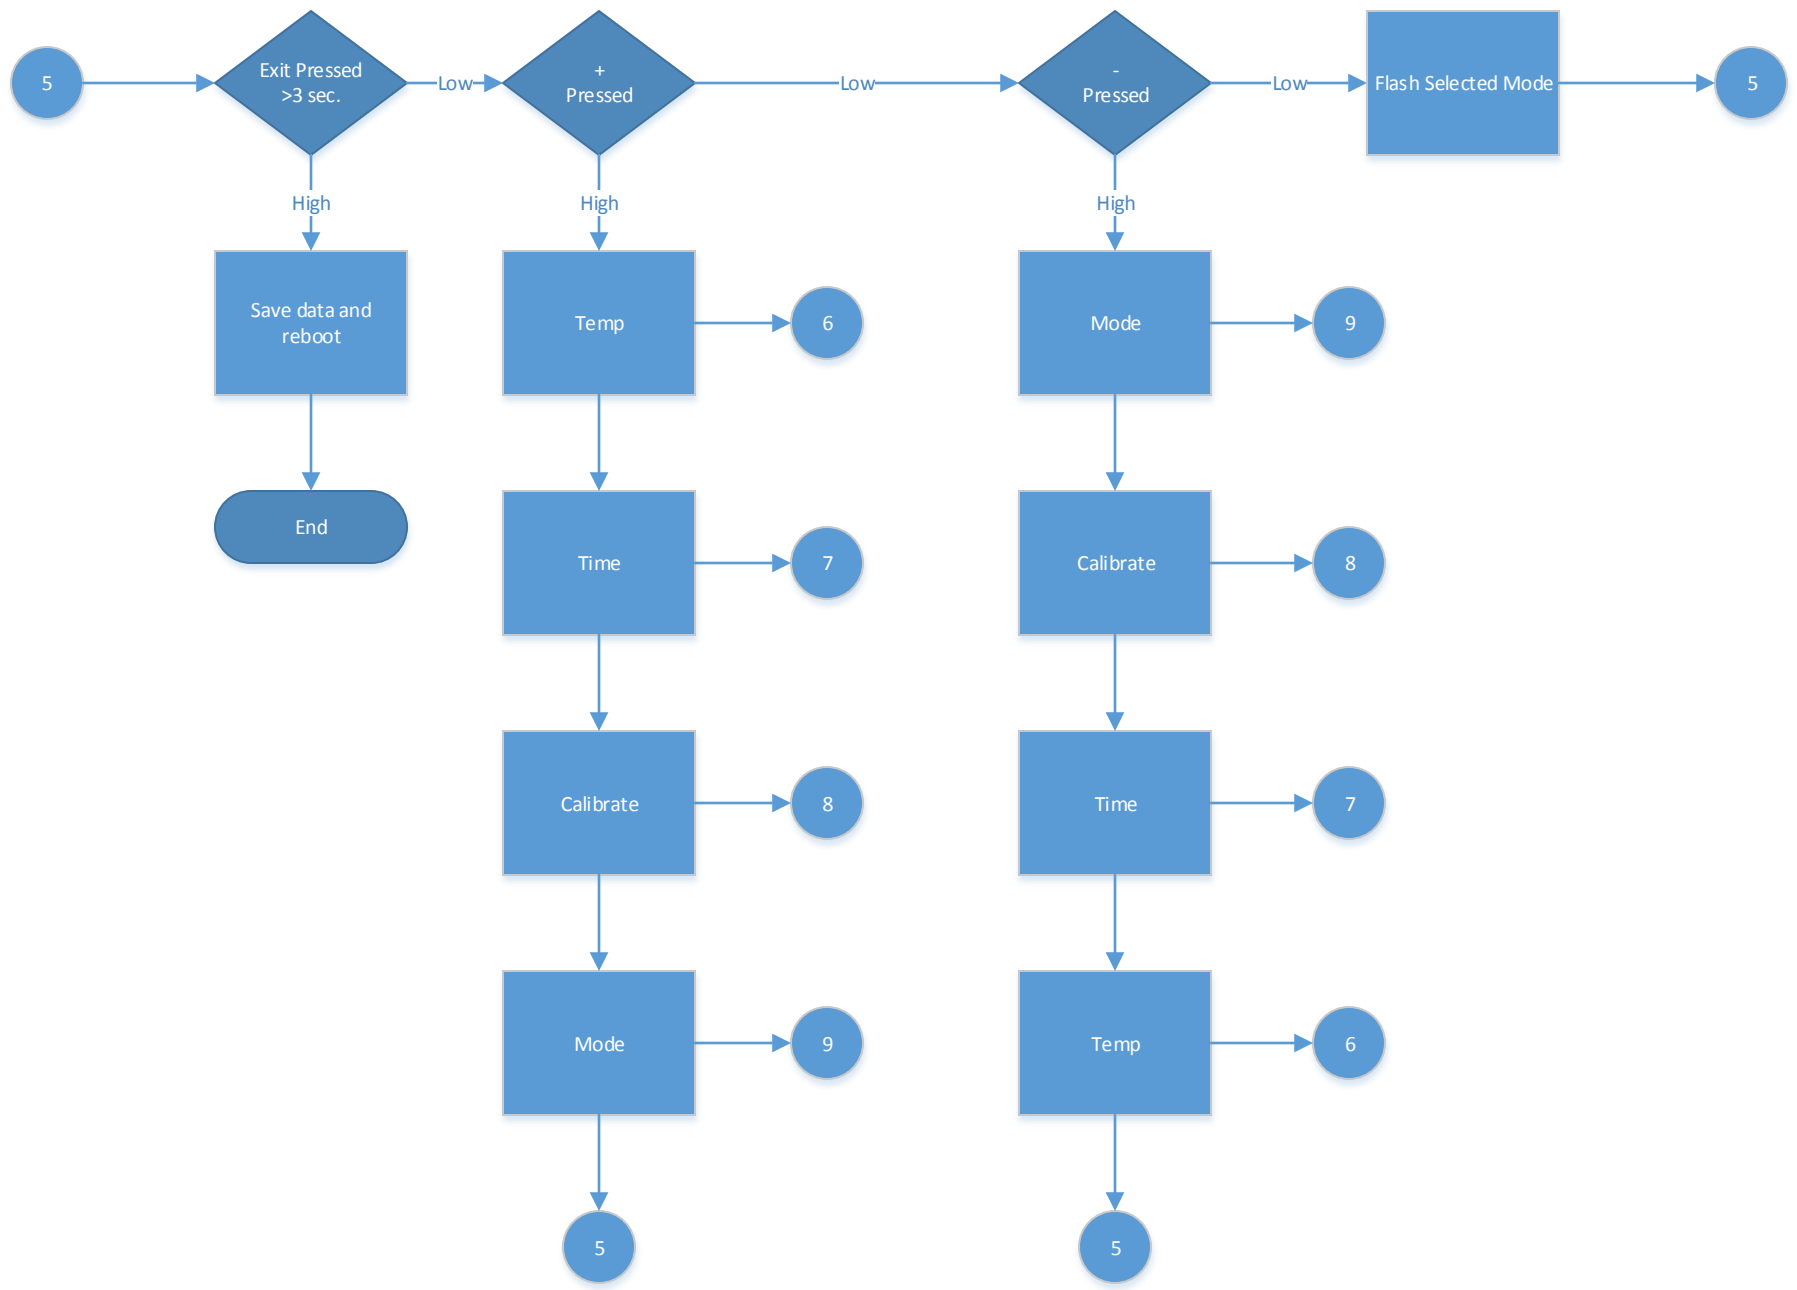 5
Exit Pressed
>3 sec.
Low
+
Pressed
Low
-
Pressed
Low
Flash Selected Mode
5
High
High
High
Save data and
reboot
Temp
6
Mode
9
End
Time
7
Calibrate
8
Calibrate
8
Time
7
Mode
9
Temp
6
5
5